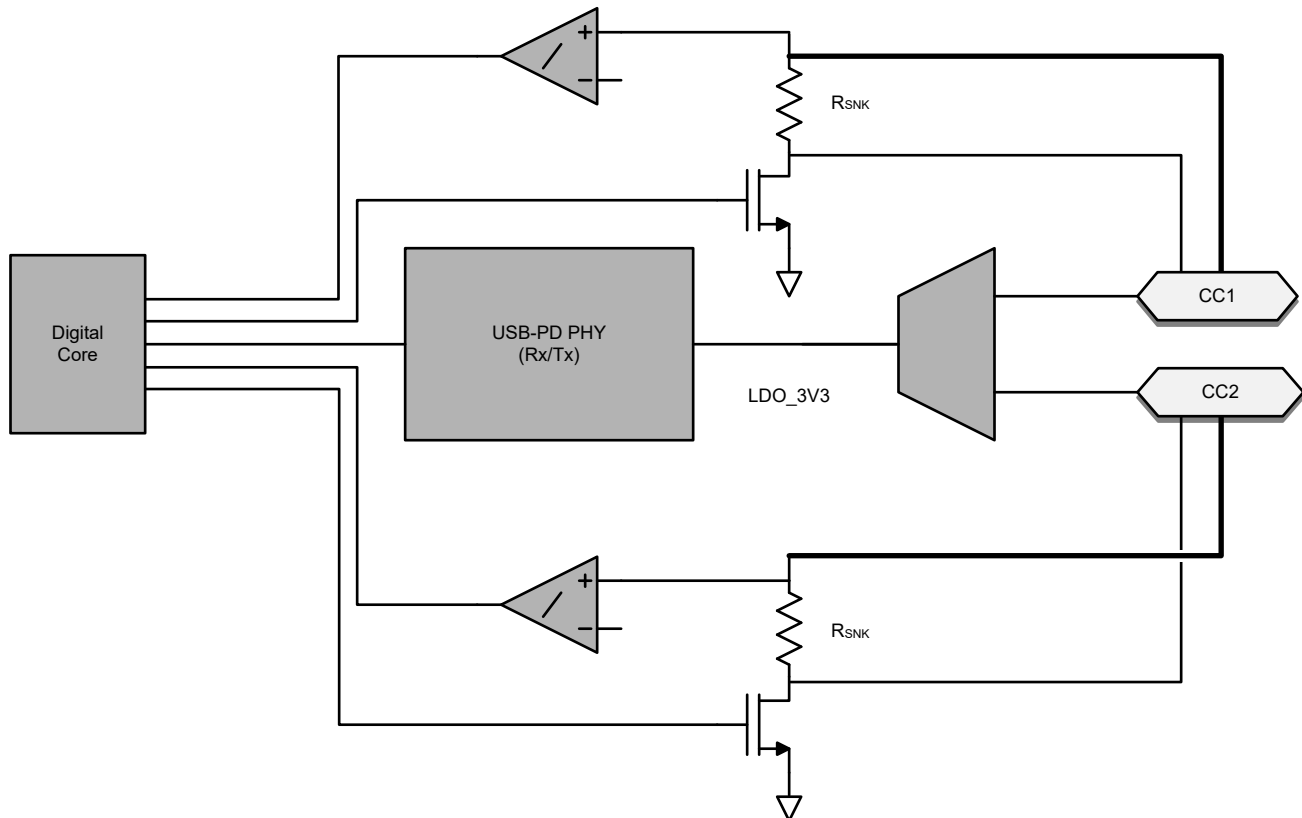 +
−
RSNK
CC1
Digital
Core
USB-PD PHY
(Rx/Tx)
LDO_3V3
CC2
+
−
RSNK